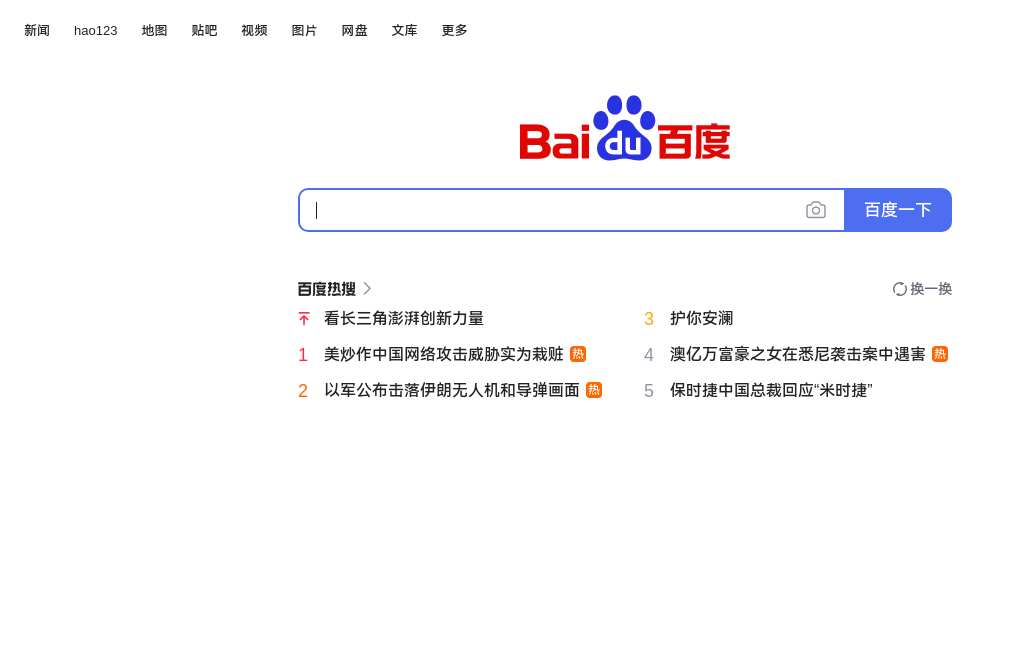 新闻 hao123 地图 贴吧 视频 图片 网盘 文库 更多
Bai du 百度
百度一下
百度热搜 换一换
看长三角澎湃创新力量
3 护你安澜
1 美炒作中国网络攻击威胁实为栽赃 热
4 澳亿万富豪之女在悉尼袭击案中遇害 热
2 以军公布击落伊朗无人机和导弹画面 热
5 保时捷中国总裁回应“米时捷”